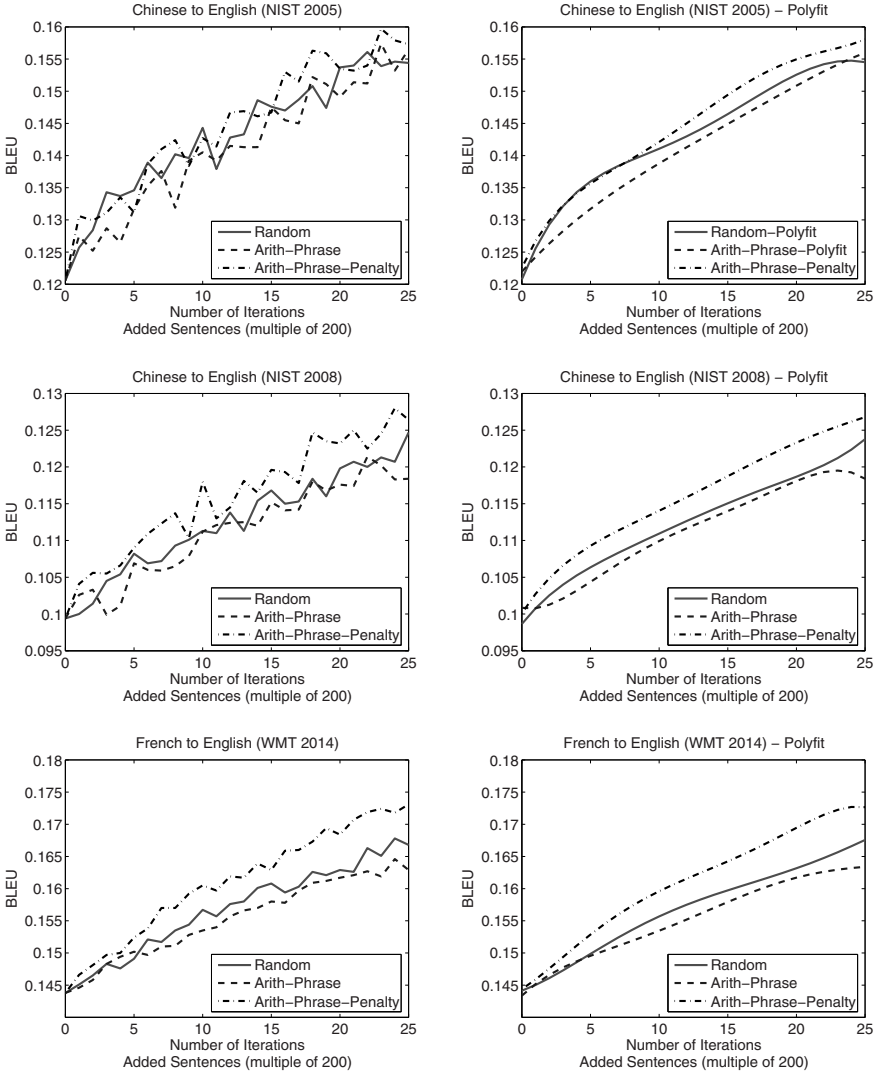 Chinese to English (NIST 2005)
0.16
0.155
0.15
0.145
0.14
0.135
0.13
0.125
0.12
BLEU
Random
Arith−Phrase
Arith−Phrase−Penalty
0 5 10 15 20 25
Number of Iterations
Added Sentences (multiple of 200)
Chinese to English (NIST 2005) − Polyfit
0.16
0.155
0.15
0.145
0.14
0.135
0.13
0.125
0.12
BLEU
Random−Polyfit
Arith−Phrase−Polyfit
Arith−Phrase−Penalty
0 5 10 15 20 25
Number of Iterations
Added Sentences (multiple of 200)
Chinese to English (NIST 2008)
0.13
0.125
0.12
0.115
0.11
0.105
0.1
0.095
BLEU
Random
Arith−Phrase
Arith−Phrase−Penalty
0 5 10 15 20 25
Number of Iterations
Added Sentences (multiple of 200)
Chinese to English (NIST 2008) − Polyfit
0.13
0.125
0.12
0.115
0.11
0.105
0.1
0.095
BLEU
Random
Arith−Phrase
Arith−Phrase−Penalty
0 5 10 15 20 25
Number of Iterations
Added Sentences (multiple of 200)
French to English (WMT 2014)
0.18
0.175
0.17
0.165
0.16
0.155
0.15
0.145
BLEU
Random
Arith−Phrase
Arith−Phrase−Penalty
0 5 10 15 20 25
Number of Iterations
Added Sentences (multiple of 200)
French to English (WMT 2014) − Polyfit
0.18
0.175
0.17
0.165
0.16
0.155
0.15
0.145
BLEU
Random
Arith−Phrase
Arith−Phrase−Penalty
0 5 10 15 20 25
Number of Iterations
Added Sentences (multiple of 200)